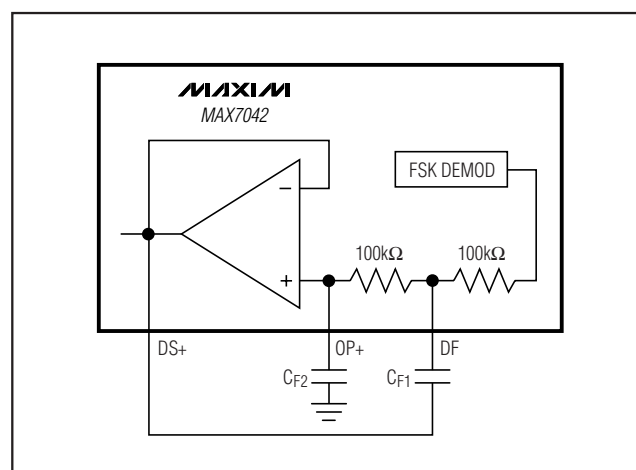 MAXIM
MAX7042
FSK DEMOD
−
100kΩ
100kΩ
+
DS+
OP+
DF
CF2
CF1